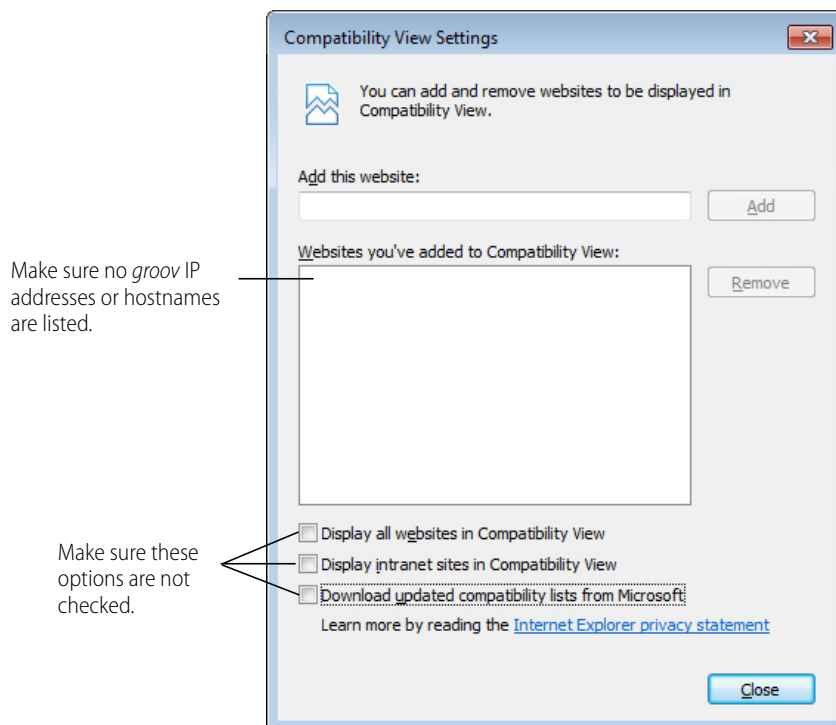 Compatibility View Settings
You can add and remove websites to be displayed in
Compatibility View.
Add this website:
Add
Websites you've added to Compatibility View:
Make sure no groov IP
addresses or hostnames
are listed.
Remove
Display all websites in Compatibility View
Make sure these
options are not
checked.
Display intranet sites in Compatibility View
Download updated compatibility lists from Microsoft
Learn more by reading the Internet Explorer privacy statement
Close